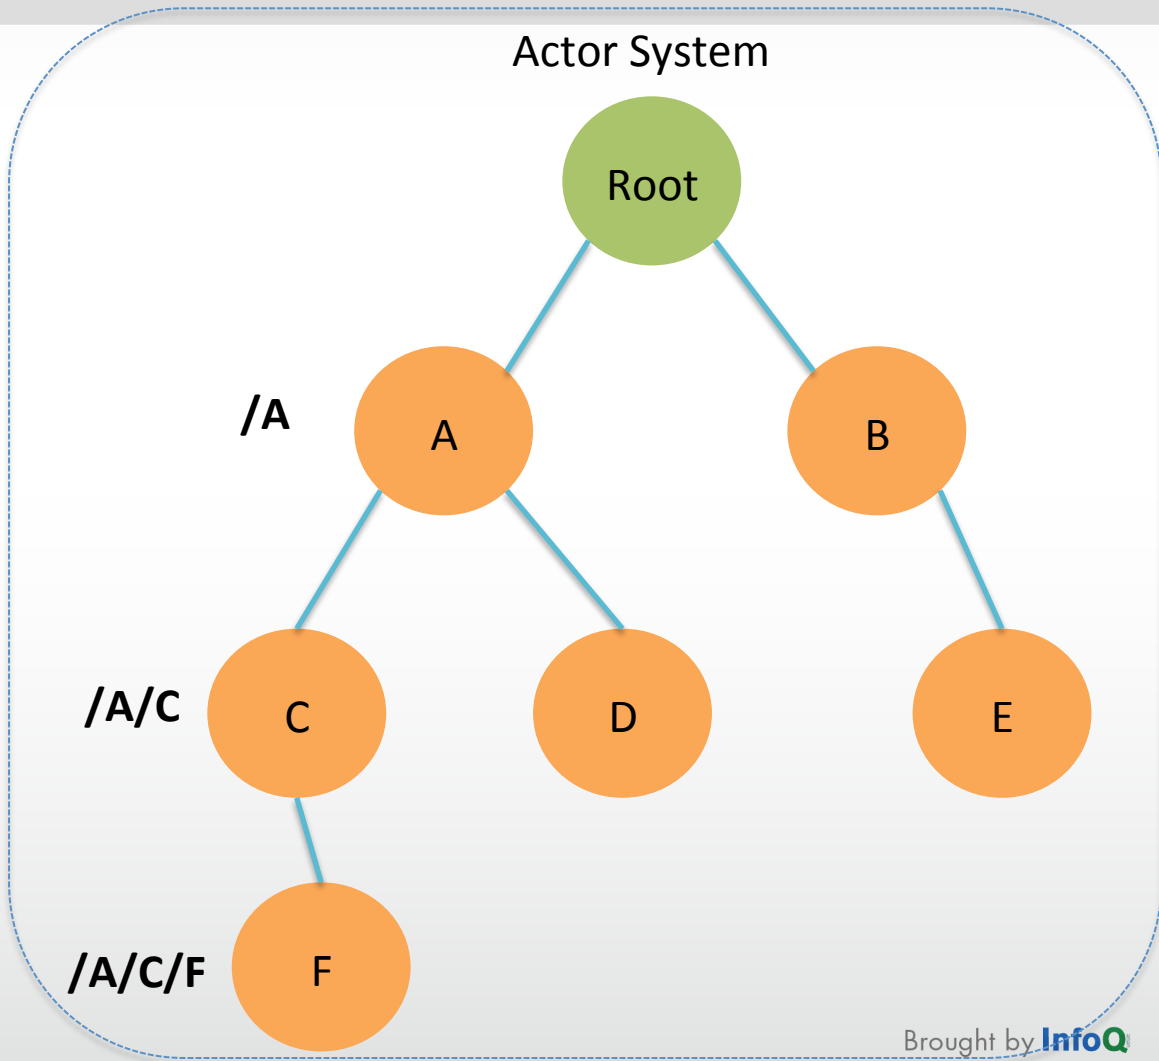 Actor System
Root
/A
A
B
/A/C
C
D
E
/A/C/F
F
Brought by InfoQ